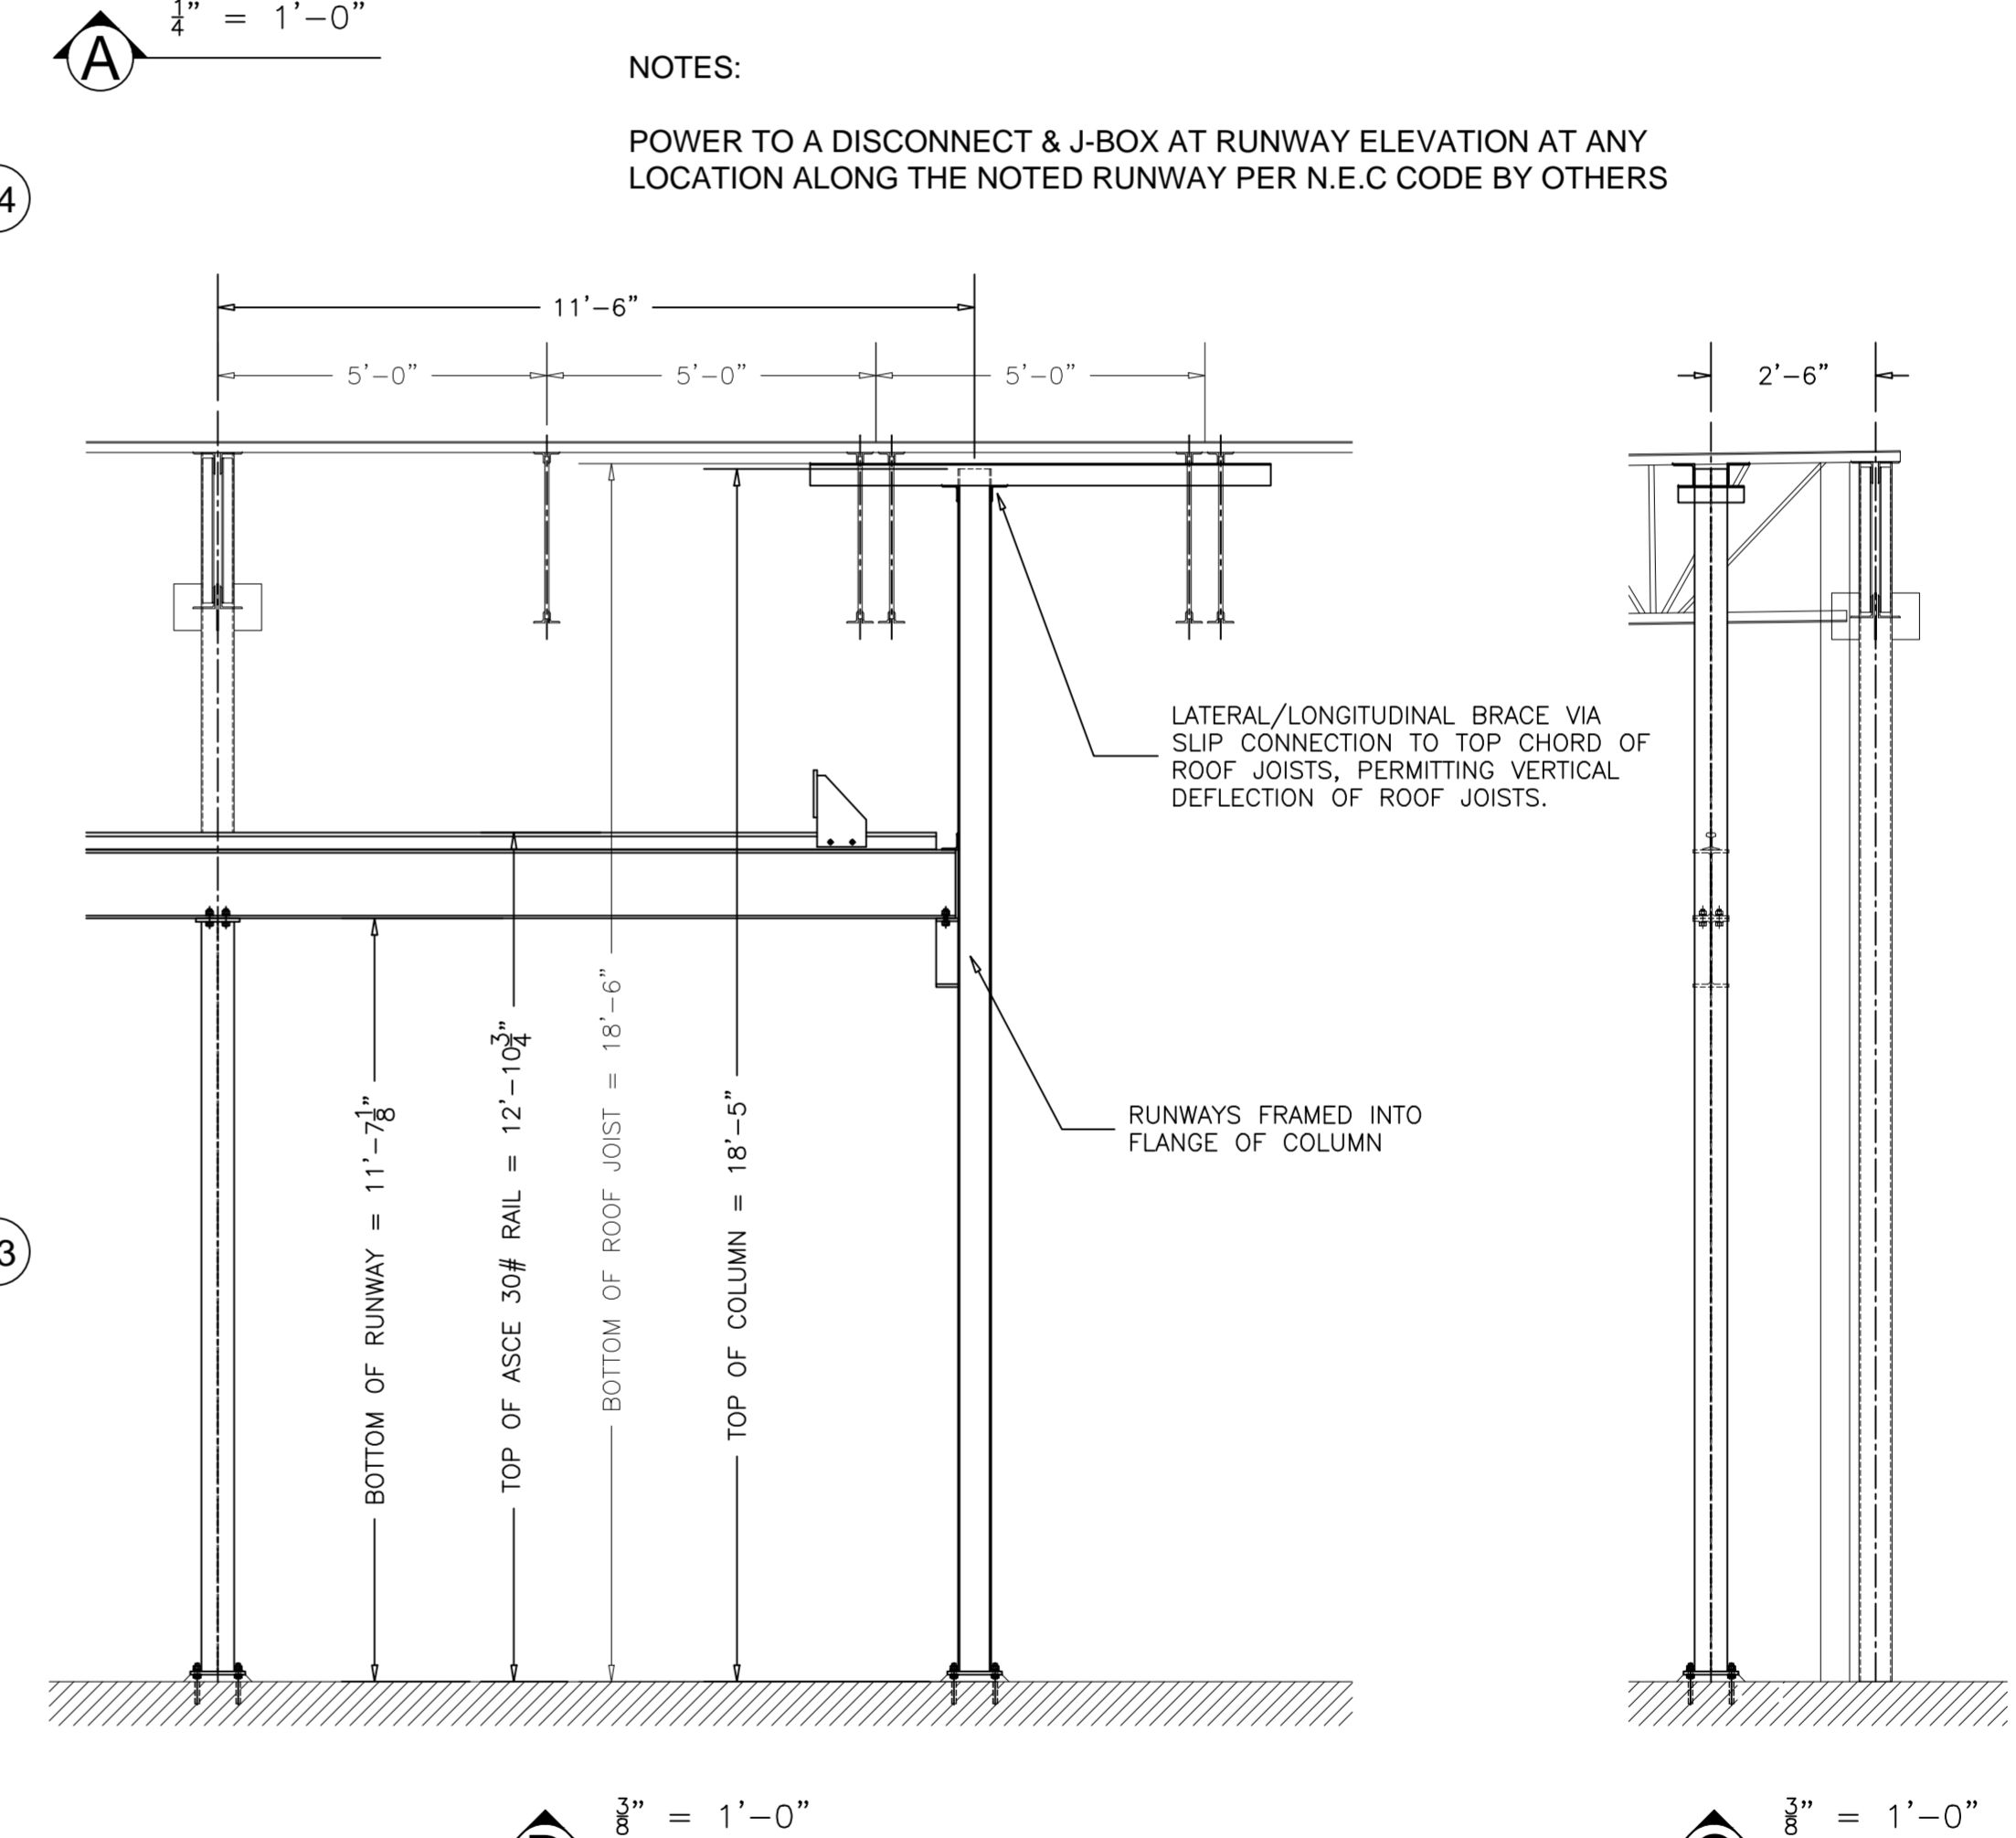 1/4" = 1'-0"
A
NOTES:
POWER TO A DISCONNECT & J-BOX AT RUNWAY ELEVATION AT ANY
LOCATION ALONG THE NOTED RUNWAY PER N.E.C CODE BY OTHERS
4
11'-6"
5'-0"
5'-0"
5'-0"
2'-6"
LATERAL/LONGITUDINAL BRACE VIA
SLIP CONNECTION TO TOP CHORD OF
ROOF JOISTS, PERMITTING VERTICAL
DEFLECTION OF ROOF JOISTS.
BOTTOM OF RUNWAY = 11'-7 1/8"
TOP OF ASCE 30# RAIL = 12'-10 3/4"
BOTTOM OF ROOF JOIST = 18'-6"
TOP OF COLUMN = 18'-5"
RUNWAYS FRAMED INTO
FLANGE OF COLUMN
3
3/8" = 1'-0"
3/8" = 1'-0"